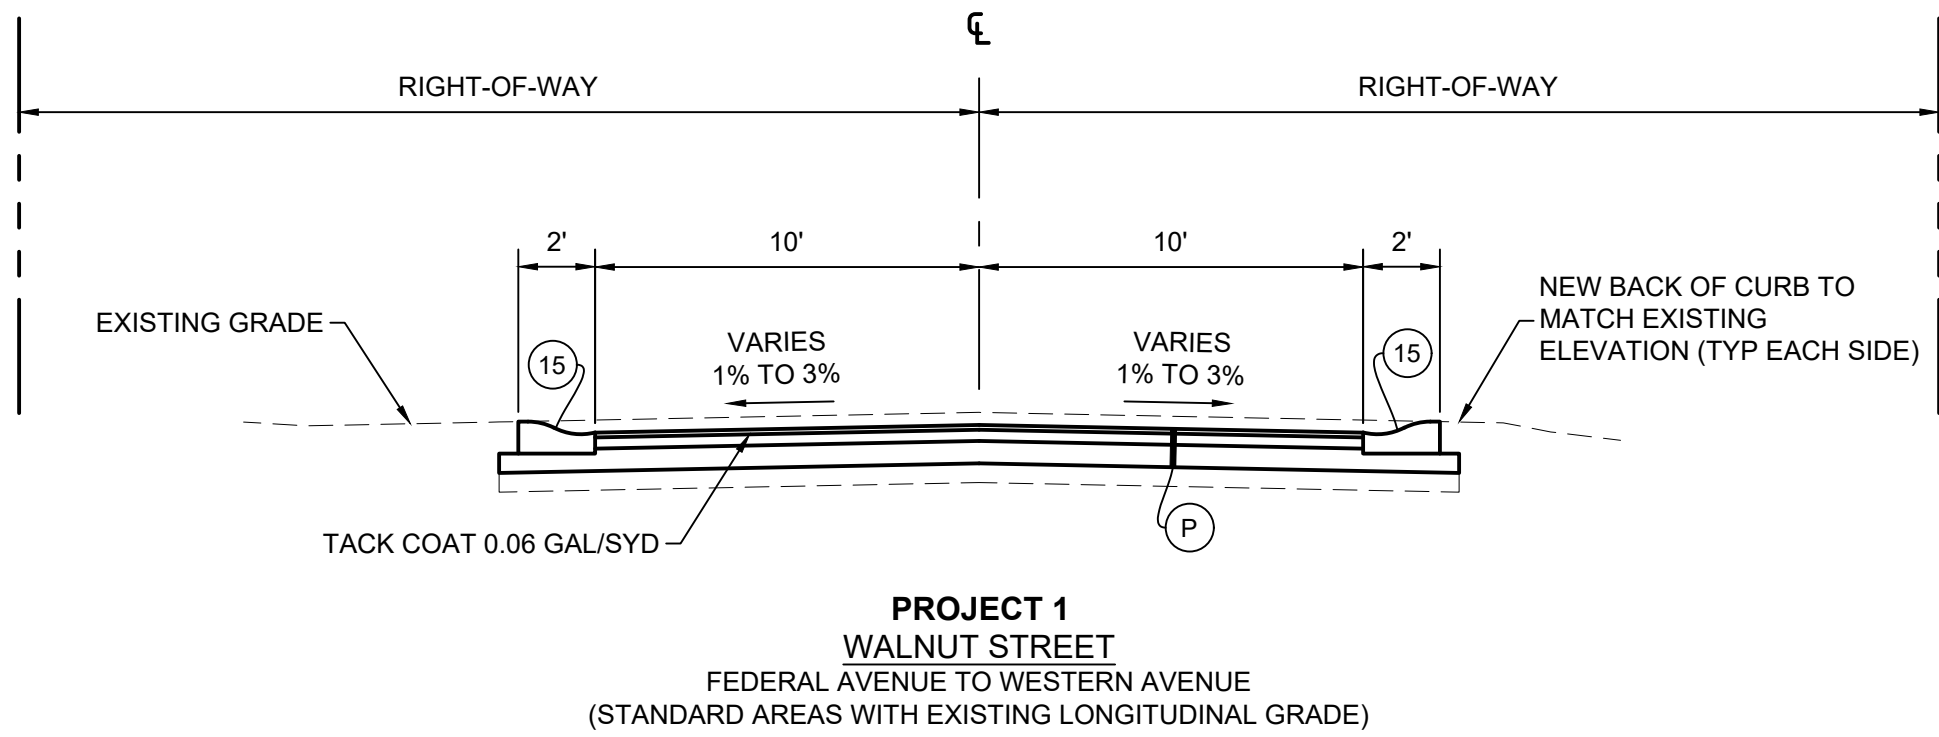 ℄
RIGHT-OF-WAY RIGHT-OF-WAY
2' 10' 10' 2'
NEW BACK OF CURB TO
MATCH EXISTING
ELEVATION (TYP EACH SIDE)
EXISTING GRADE
VARIES
1% TO 3%
VARIES
1% TO 3%
15
15
P
TACK COAT 0.06 GAL/SYD
PROJECT 1
WALNUT STREET
FEDERAL AVENUE TO WESTERN AVENUE
(STANDARD AREAS WITH EXISTING LONGITUDINAL GRADE)